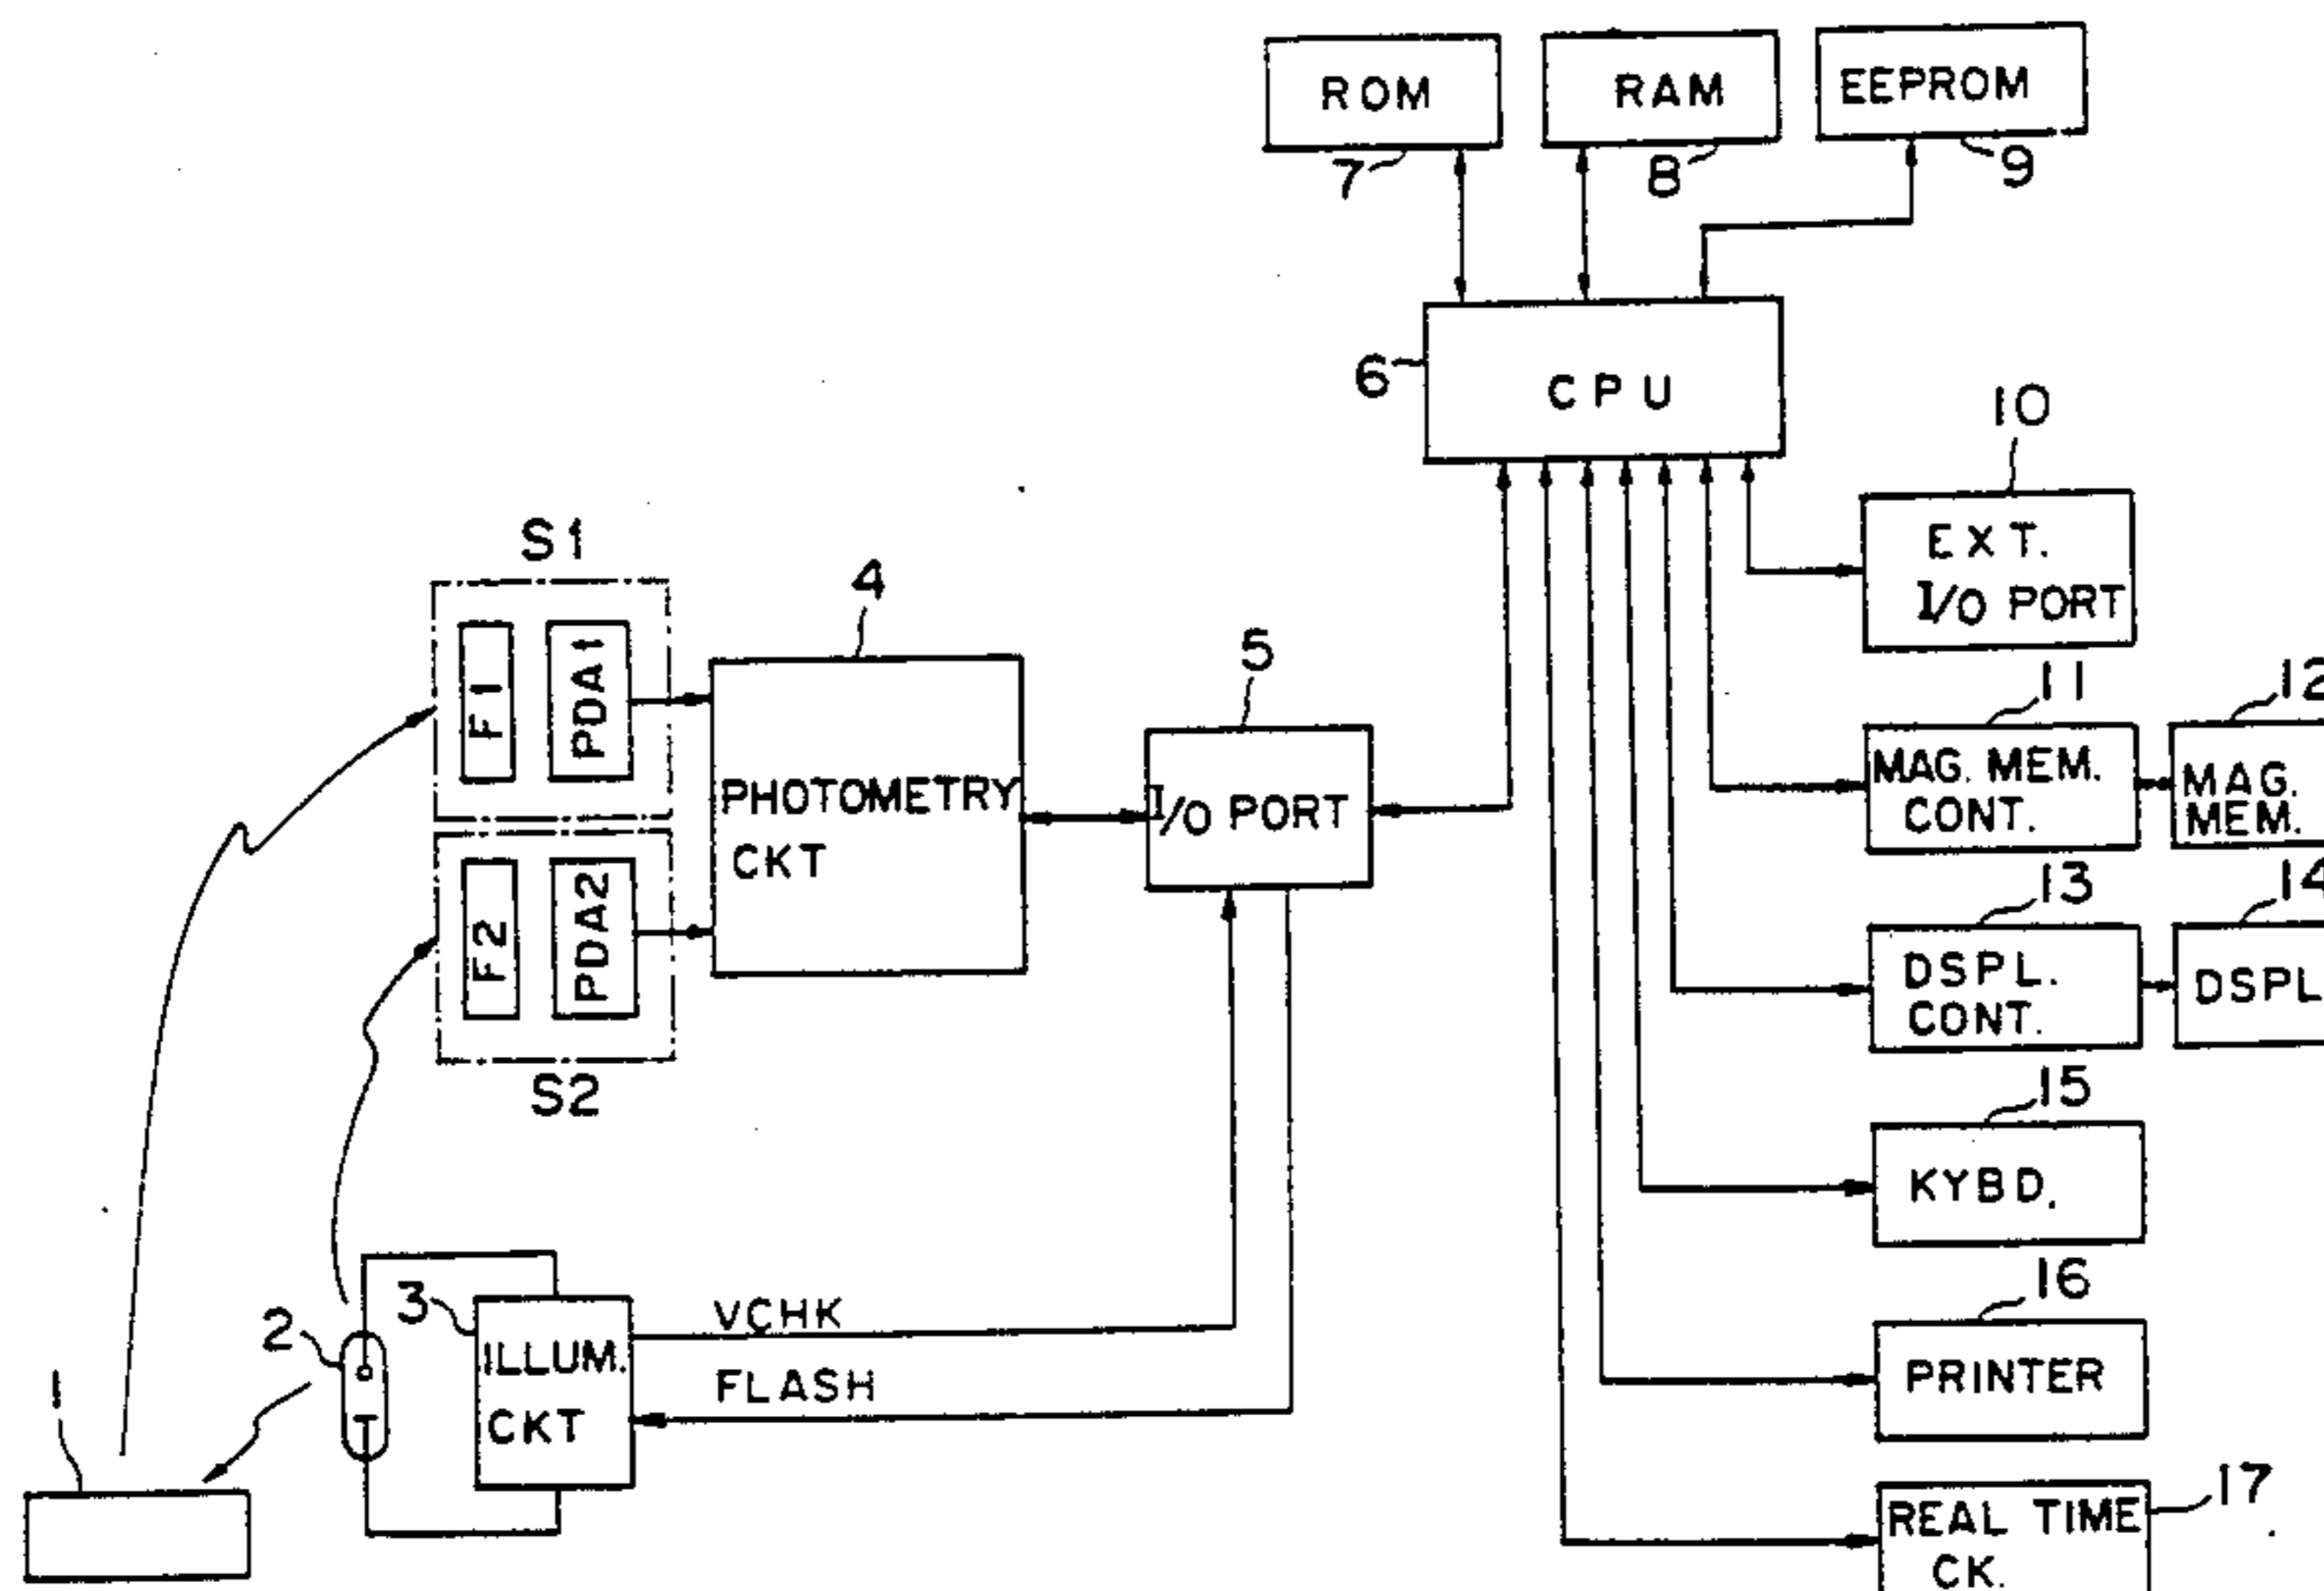 ROM
RAM
EEPROM
7
8
9
6
CPU
10
EXT.
I/O PORT
S1
F1
PDA1
4
PHOTOMETRY
CKT
5
I/O PORT
11
MAG. MEM.
CONT.
12
MAG.
MEM.
F2
PDA2
S2
13
DSPL.
CONT.
14
DSPL
15
KYBD.
2
3
ILLUM.
CKT
VCHK
FLASH
16
PRINTER
1
17
REAL TIME
CK.